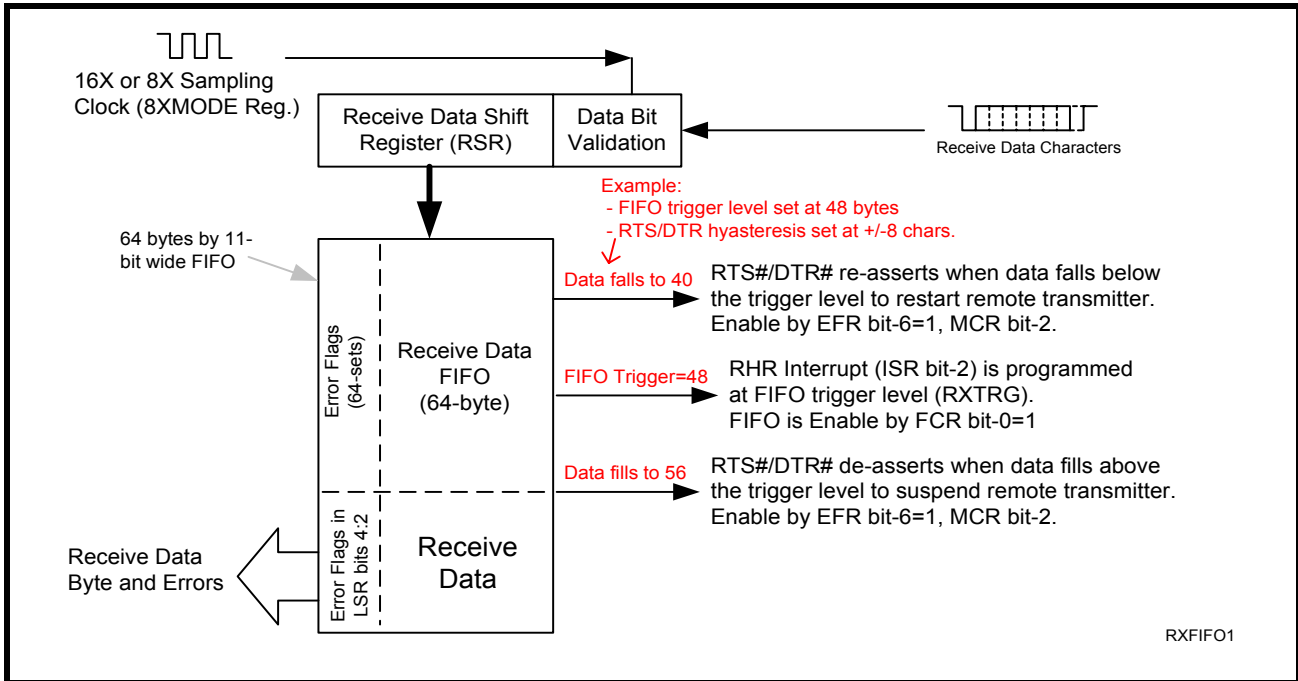 16X or 8X Sampling
Clock (8XMODE Reg.)
Receive Data Shift
Register (RSR)
Data Bit
Validation
Receive Data Characters
Example:
- FIFO trigger level set at 48 bytes
- RTS/DTR hyasteresis set at +/-8 chars.
64 bytes by 11-
bit wide FIFO
Error Flags
(64-sets)
Receive Data
FIFO
(64-byte)
Data falls to 40
RTS#/DTR# re-asserts when data falls below
the trigger level to restart remote transmitter.
Enable by EFR bit-6=1, MCR bit-2.
FIFO Trigger=48
RHR Interrupt (ISR bit-2) is programmed
at FIFO trigger level (RXTRG).
FIFO is Enable by FCR bit-0=1
Data fills to 56
RTS#/DTR# de-asserts when data fills above
the trigger level to suspend remote transmitter.
Enable by EFR bit-6=1, MCR bit-2.
Receive Data
Byte and Errors
Error Flags in
LSR bits 4:2
Receive
Data
RXFIFO1